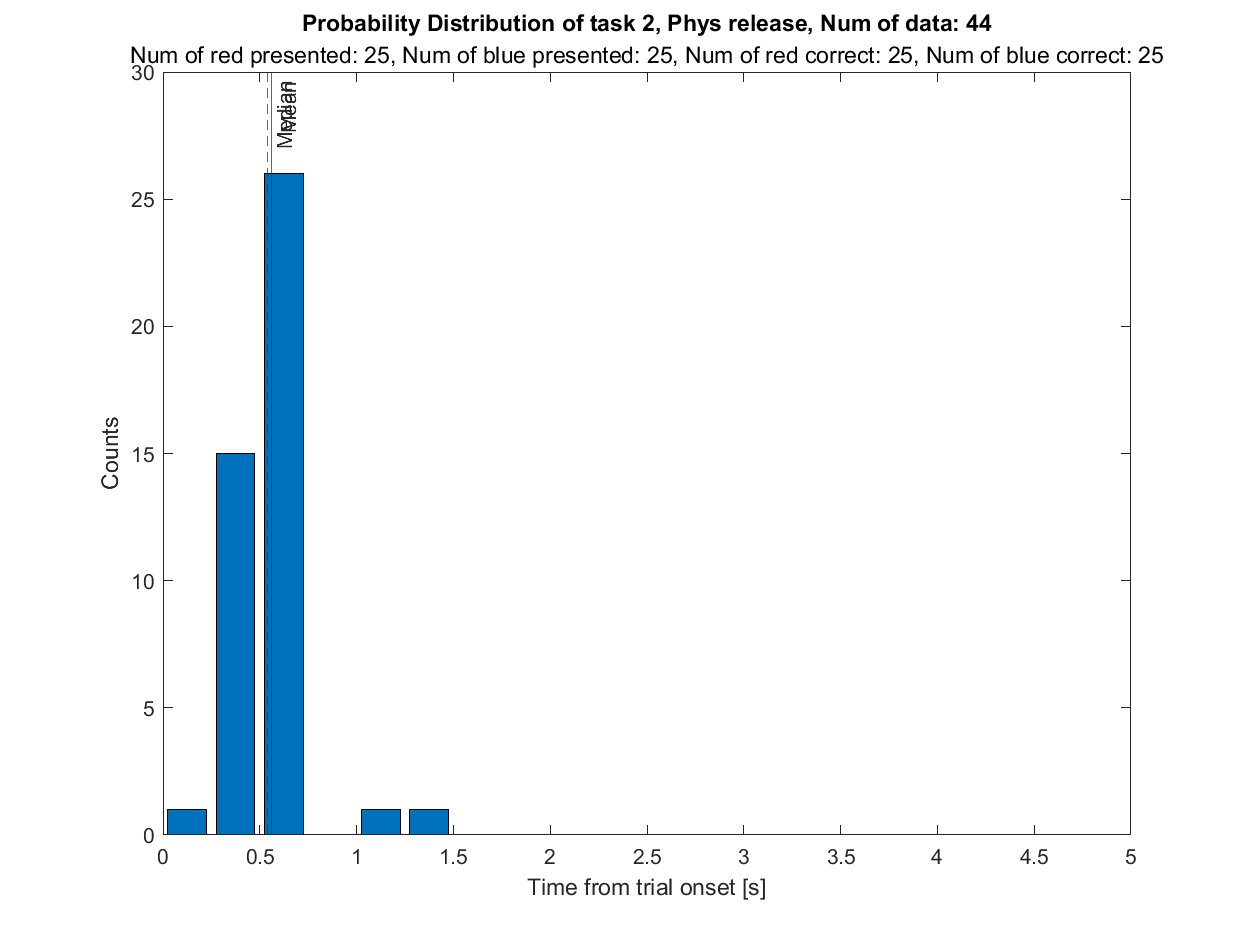 Probability Distribution of task 2, Phys release, Num of data: 44
Num of red presented: 25, Num of blue presented: 25, Num of red correct: 25, Num of blue correct: 25
Median
Mean
30
25
20
15
10
5
0
Counts
0 0.5 1 1.5 2 2.5 3 3.5 4 4.5 5
Time from trial onset [s]